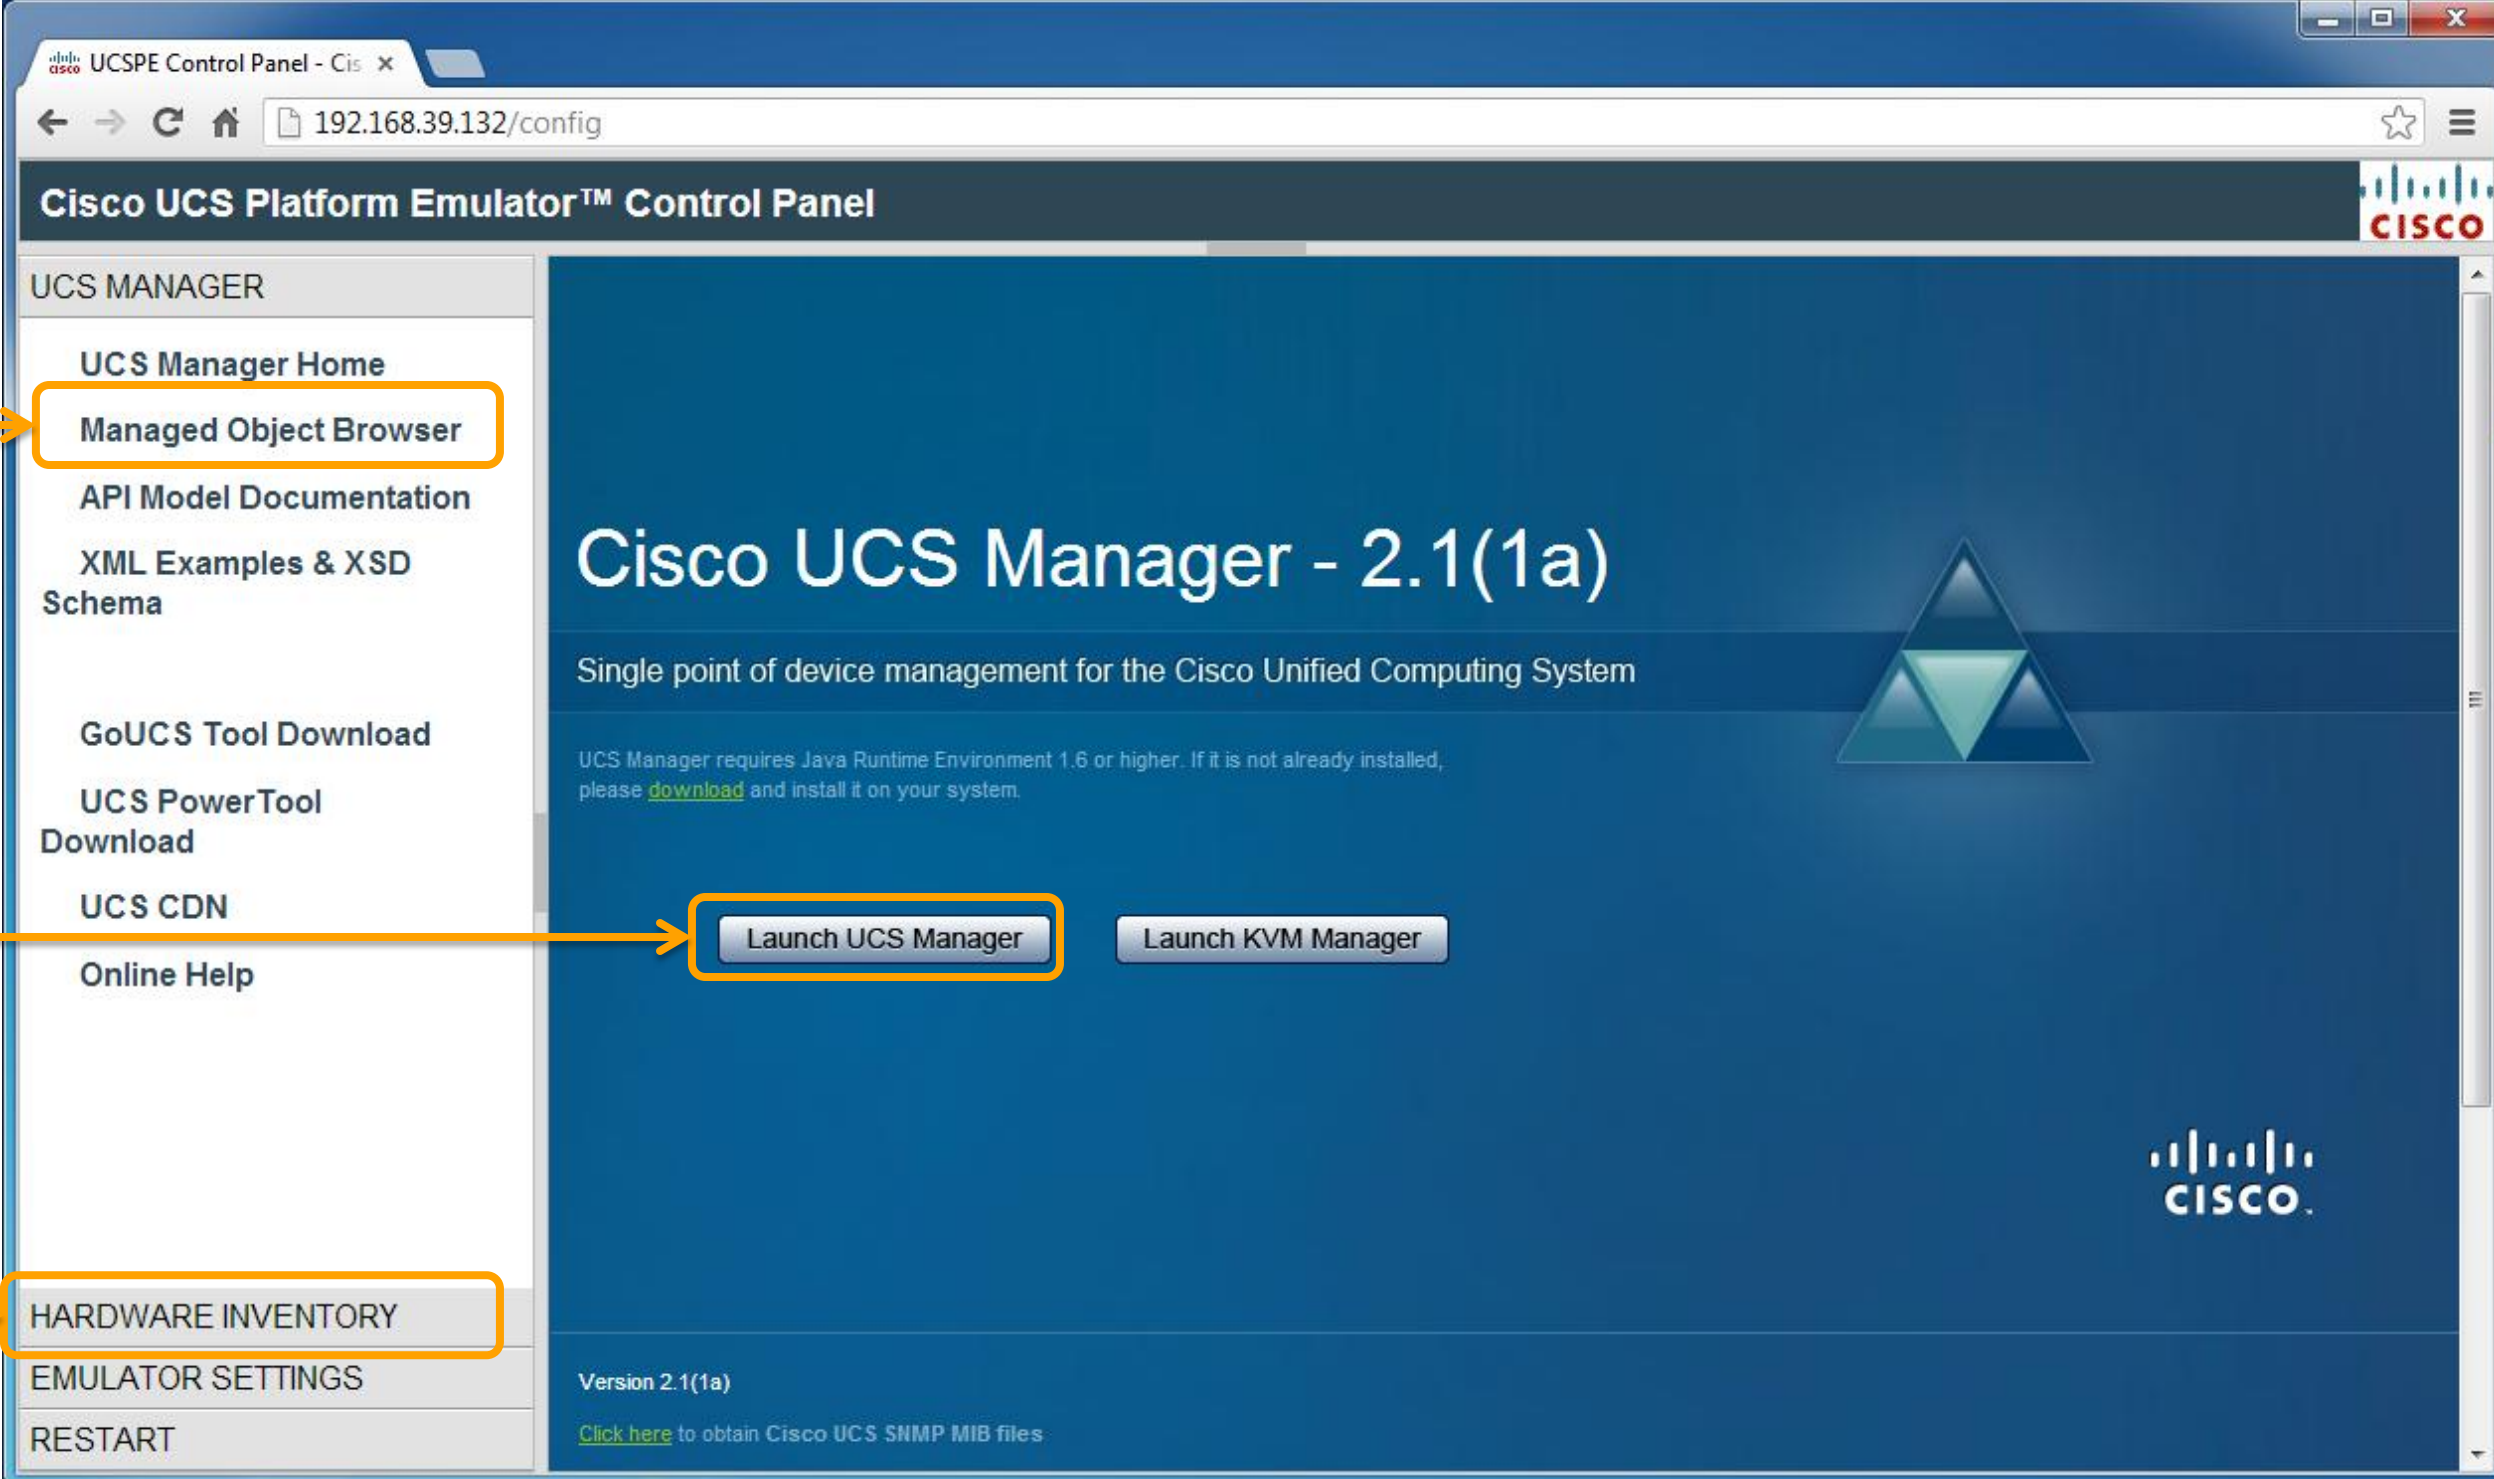 UCSPE Control Panel - Cis
192.168.39.132/config
Cisco UCS Platform Emulator™ Control Panel
CISCO
UCS MANAGER
UCS Manager Home
Managed Object Browser
API Model Documentation
XML Examples & XSD
Schema
GoUCS Tool Download
UCS PowerTool
Download
UCS CDN
Online Help
HARDWARE INVENTORY
EMULATOR SETTINGS
RESTART
Cisco UCS Manager - 2.1(1a)
Single point of device management for the Cisco Unified Computing System
UCS Manager requires Java Runtime Environment 1.6 or higher. If it is not already installed,
please download and install it on your system.
Launch UCS Manager
Launch KVM Manager
CISCO.
Version 2.1(1a)
Click here to obtain Cisco UCS SNMP MIB files